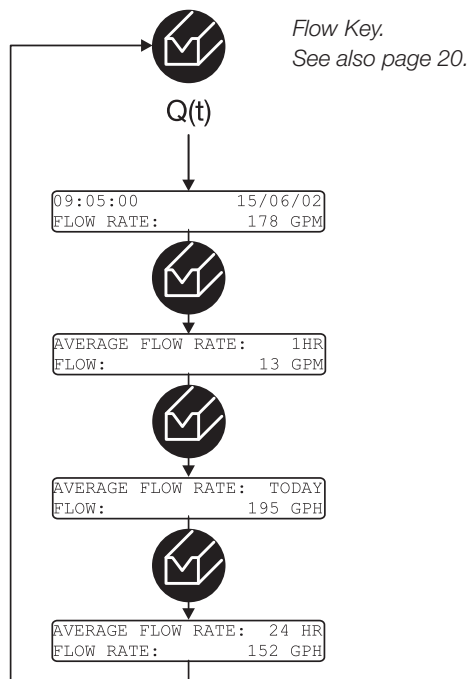 Flow Key.
See also page 20.
Q(t)
09:05:00 15/06/02
FLOW RATE: 178 GPM
AVERAGE FLOW RATE: 1HR
FLOW: 13 GPM
AVERAGE FLOW RATE: TODAY
FLOW: 195 GPH
AVERAGE FLOW RATE: 24 HR
FLOW RATE: 152 GPH